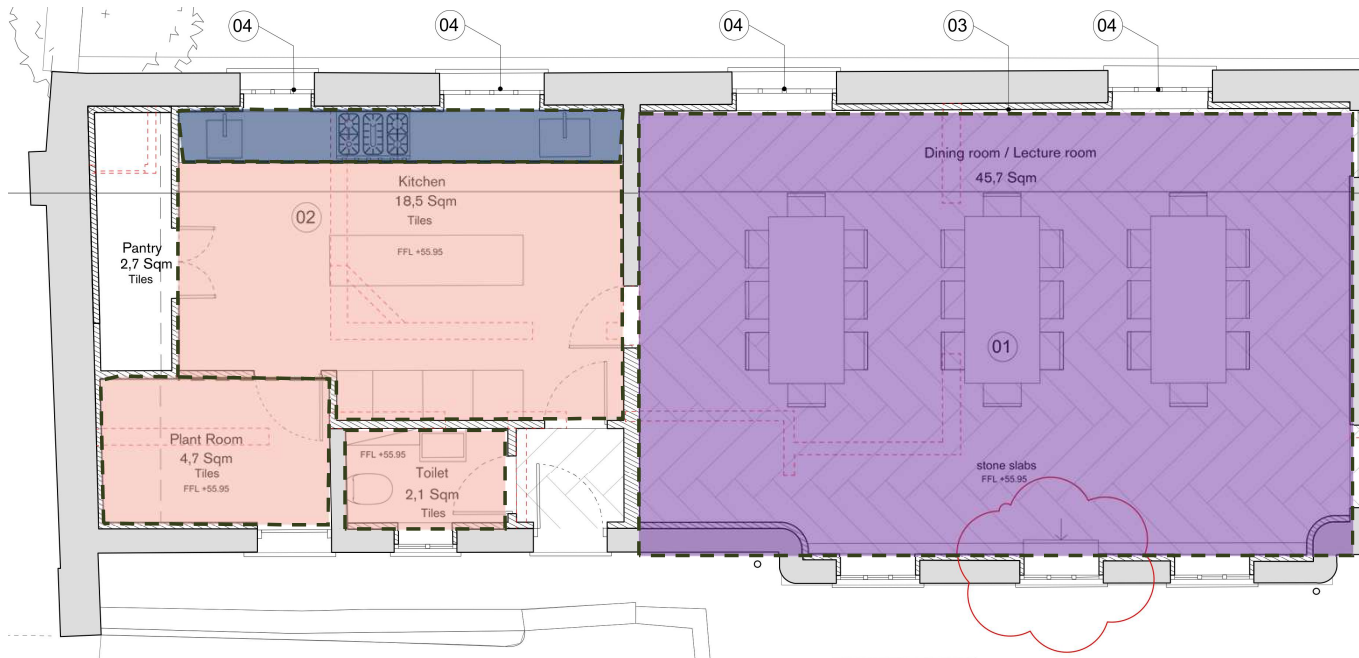 04
04
04
03
04
Dining room / Lecture room
45,7 Sqm
Kitchen
18,5 Sqm
Tiles
02
FFL +55.95
Pantry
2,7 Sqm
Tiles
01
Plant Room
4,7 Sqm
Tiles
FFL +55.95
FFL +55.95
Toilet
2,1 Sqm
Tiles
stone slabs
FFL +55.95